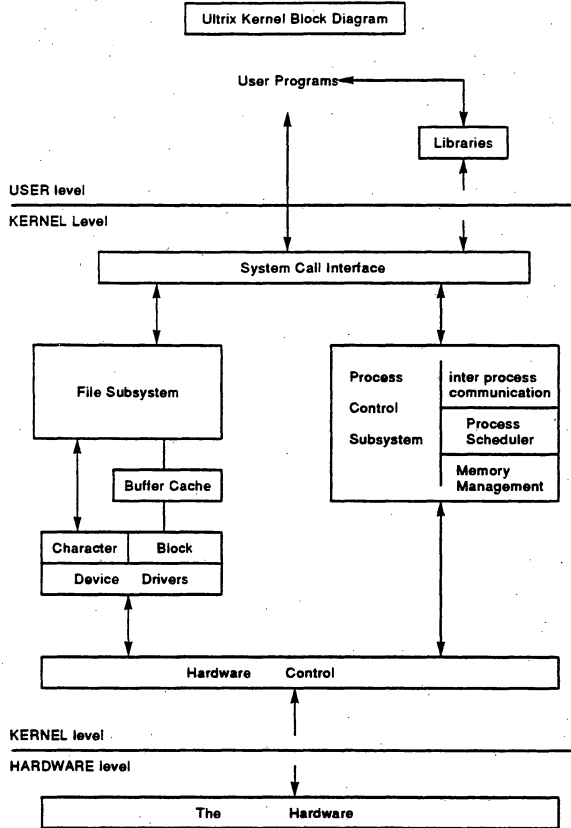 Ultrix Kernel Block Diagram
User Programs
Libraries
USER level
KERNEL Level
System Call Interface
File Subsystem
Process
Control
Subsystem
inter process
communication
Process
Scheduler
Memory
Management
Buffer Cache
Character Block
Device Drivers
Hardware Control
KERNEL level
HARDWARE level
The Hardware